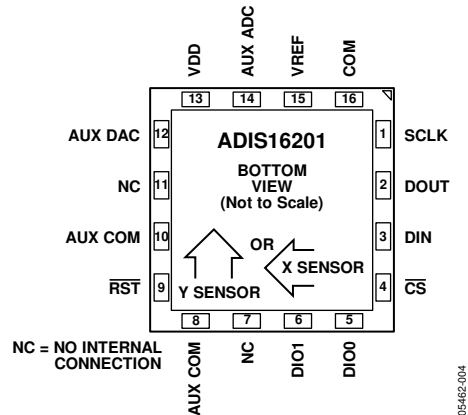 VDD
AUX ADC
VREF
COM
13
14
15
16
AUX DAC
12
ADIS16201
1
SCLK
BOTTOM
VIEW
(Not to Scale)
NC
11
2
DOUT
AUX COM
10
OR
X SENSOR
3
DIN
RST
9
Y SENSOR
4
CS
8
7
6
5
NC = NO INTERNAL
CONNECTION
AUX COM
NC
DIO1
DIO0
05462-004